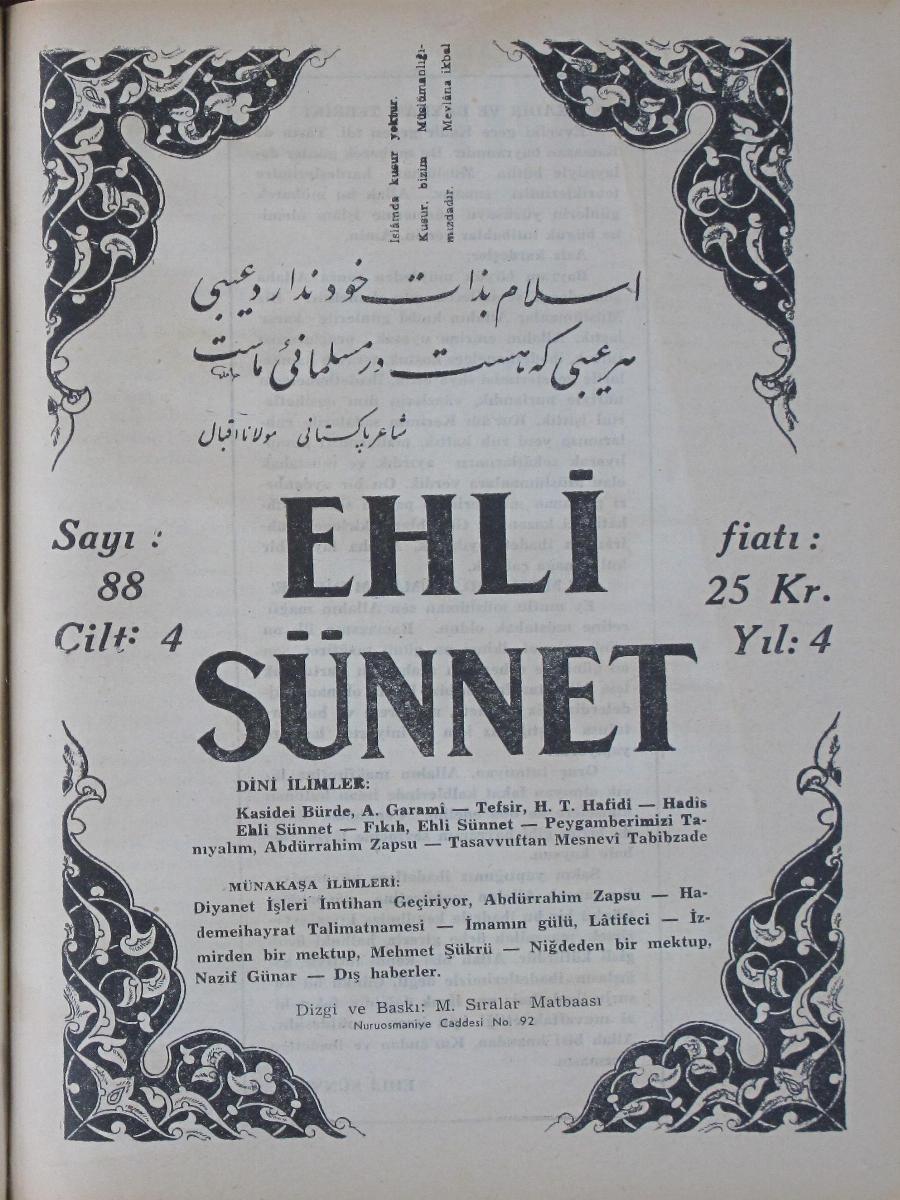 İslâmda kusur yoktur.
Kusur, bizim Müslümanlığı-
mızdadır. Mevlâna ikbal
اسلام بذات خود ندارد عیبی
هر عیبی که هست در مسلمانیٔ ماست
شاعر پاکستانی مولانا اقبال
EHLİ
SÜNNET
Sayı :
88
Cilt: 4
fiatı :
25 Kr.
Yıl: 4
DİNİ İLİMLER:
Kasidei Bürde, A. Garamî — Tefsir, H. T. Hafidî — Hadis
Ehli Sünnet — Fıkıh, Ehli Sünnet — Peygamberimizi Ta-
nıyalım, Abdürrahim Zapsu — Tasavvuftan Mesnevî Tabibzade
MÜNAKAŞA İLİMLERİ:
Diyanet İşleri İmtihan Geçiriyor, Abdürrahim Zapsu — Ha-
demeihayrat Talimatnamesi — İmamın gülü, Lâtifeci — İz-
mirden bir mektup, Mehmet Şükrü — Niğdeden bir mektup,
Nazif Günar — Dış haberler.
Dizgi ve Baskı: M. Sıralar Matbaası
Nuruosmaniye Caddesi No. 92